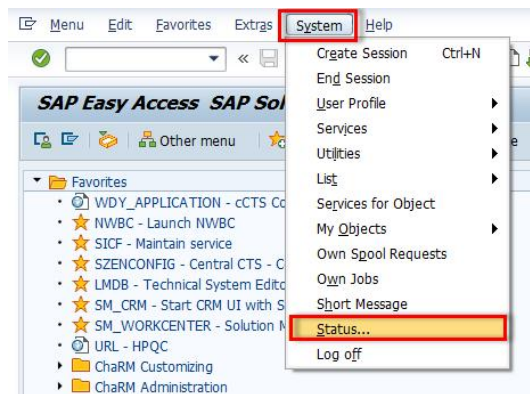 Menu Edit Favorites Extras System Help
Create Session Ctrl+N
End Session
SAP Easy Access SAP Sol
User Profile
Services
Other menu
Utilities
List
Favorites
Services for Object
WDY_APPLICATION - cCTS Co
My Objects
NWBC - Launch NWBC
SICF - Maintain service
Own Spool Requests
SZENCONFIG - Central CTS - C
Own Jobs
LMDB - Technical System Edito
Short Message
SM_CRM - Start CRM UI with S
Status...
SM_WORKCENTER - Solution M
URL - HPQC
Log off
ChaRM Customizing
ChaRM Administration